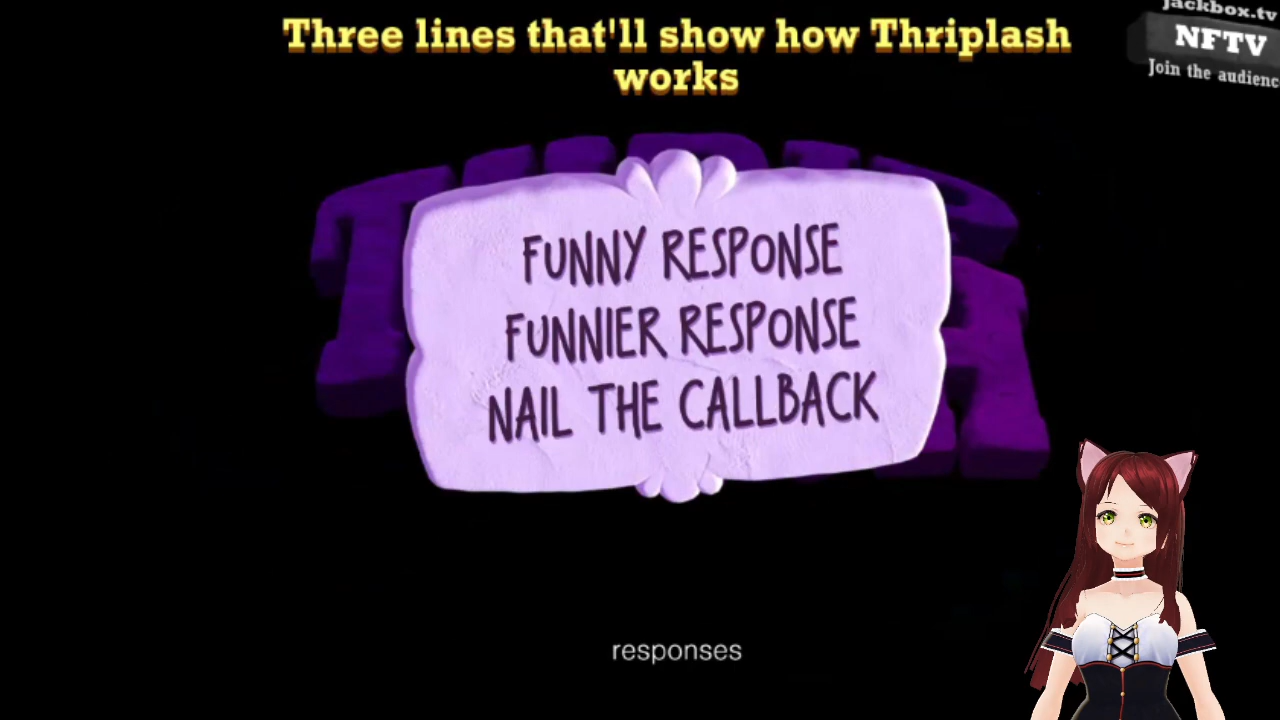 Three lines that'll show how Thriplash
works
jackbox.tv
NFTV
Join the audienc
FUNNY RESPONSE
FUNNIER RESPONSE
NAIL THE CALLBACK
responses